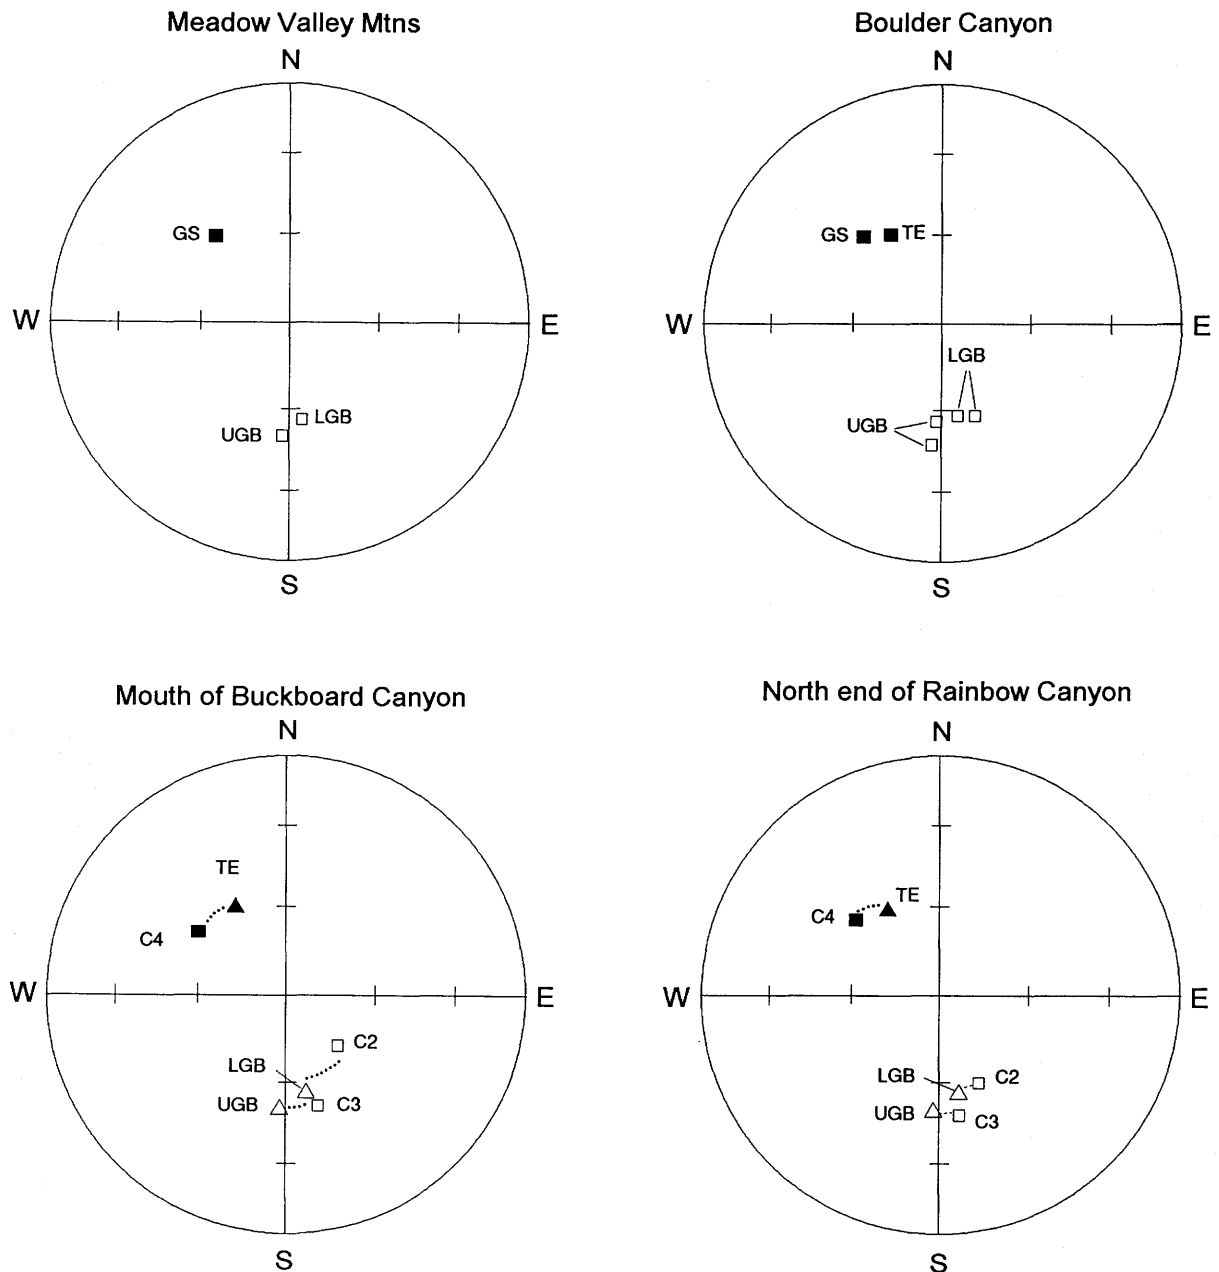 Meadow Valley Mtns
N
GS
W
E
LGB
UGB
S
Boulder Canyon
N
GS
TE
W
E
LGB
UGB
S
Mouth of Buckboard Canyon
N
TE
C4
W
E
C2
LGB
UGB
C3
S
North end of Rainbow Canyon
N
TE
C4
W
E
LGB
C2
UGB
C3
S